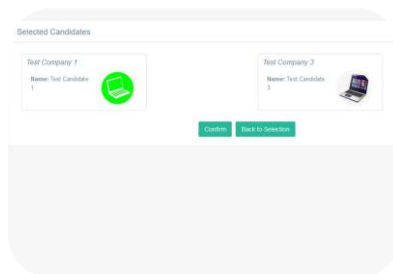 Selected Candidates
Test Company 1
Name: Test Candidate
1
Test Company 3
Name: Test Candidate
3
Confirm
Back to Selection